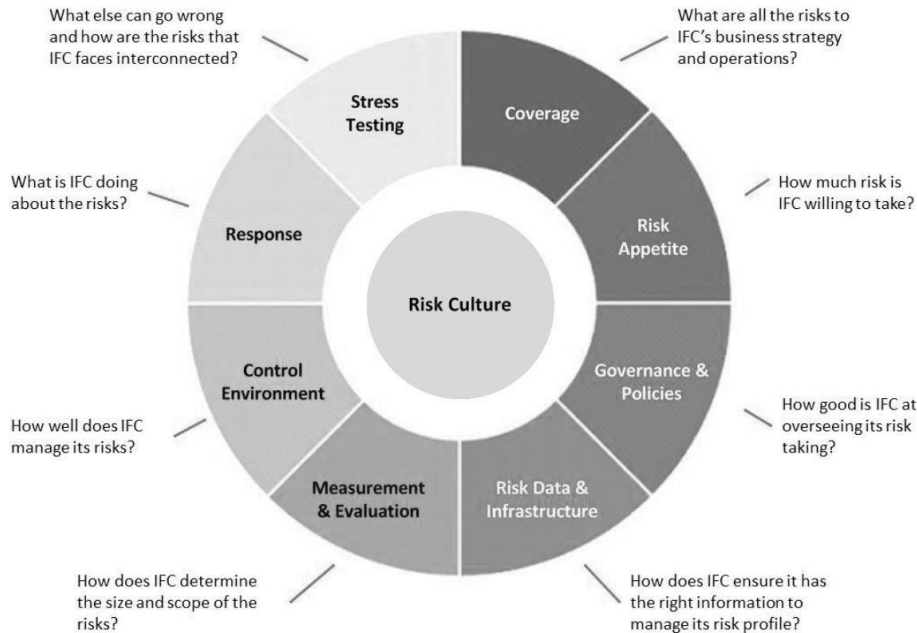 What else can go wrong
and how are the risks that
IFC faces interconnected?
What are all the risks to
IFC's business strategy
and operations?
Stress
Testing
Coverage
What is IFC doing
about the risks?
How much risk is
IFC willing to take?
Response
Risk
Appetite
Risk Culture
Control
Environment
Governance &
Policies
How well does IFC
manage its risks?
How good is IFC at
overseeing its risk
taking?
Measurement
& Evaluation
Risk Data &
Infrastructure
How does IFC determine
the size and scope of the
risks?
How does IFC ensure it has
the right information to
manage its risk profile?